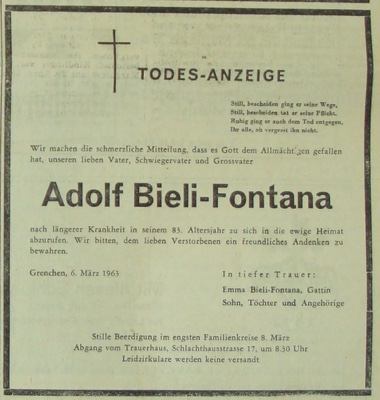 TODES-ANZEIGE
Still, bescheiden ging er seine Wege,
Still, bescheiden tat er seine Pflicht.
Ruhig ging er auch dem Tod entgegen,
Ihr alle, oh vergeßt ihn nicht.
Wir machen die schmerzliche Mitteilung, dass es Gott dem Allmächtigen gefallen
hat, unseren lieben Vater, Schwiegervater und Grossvater
Adolf Bieli-Fontana
nach längerer Krankheit in seinem 83. Altersjahr zu sich in die ewige Heimat
abzurufen. Wir bitten, dem lieben Verstorbenen ein freundliches Andenken zu
bewahren.
Grenchen, 6. März 1963
In tiefer Trauer:
Emma Bieli-Fontana, Gattin
Sohn, Töchter und Angehörige
Stille Beerdigung im engsten Familienkreise 8. März
Abgang vom Trauerhaus, Schlachthausstrasse 17, um 8.30 Uhr
Leidzirkulare werden keine versandt